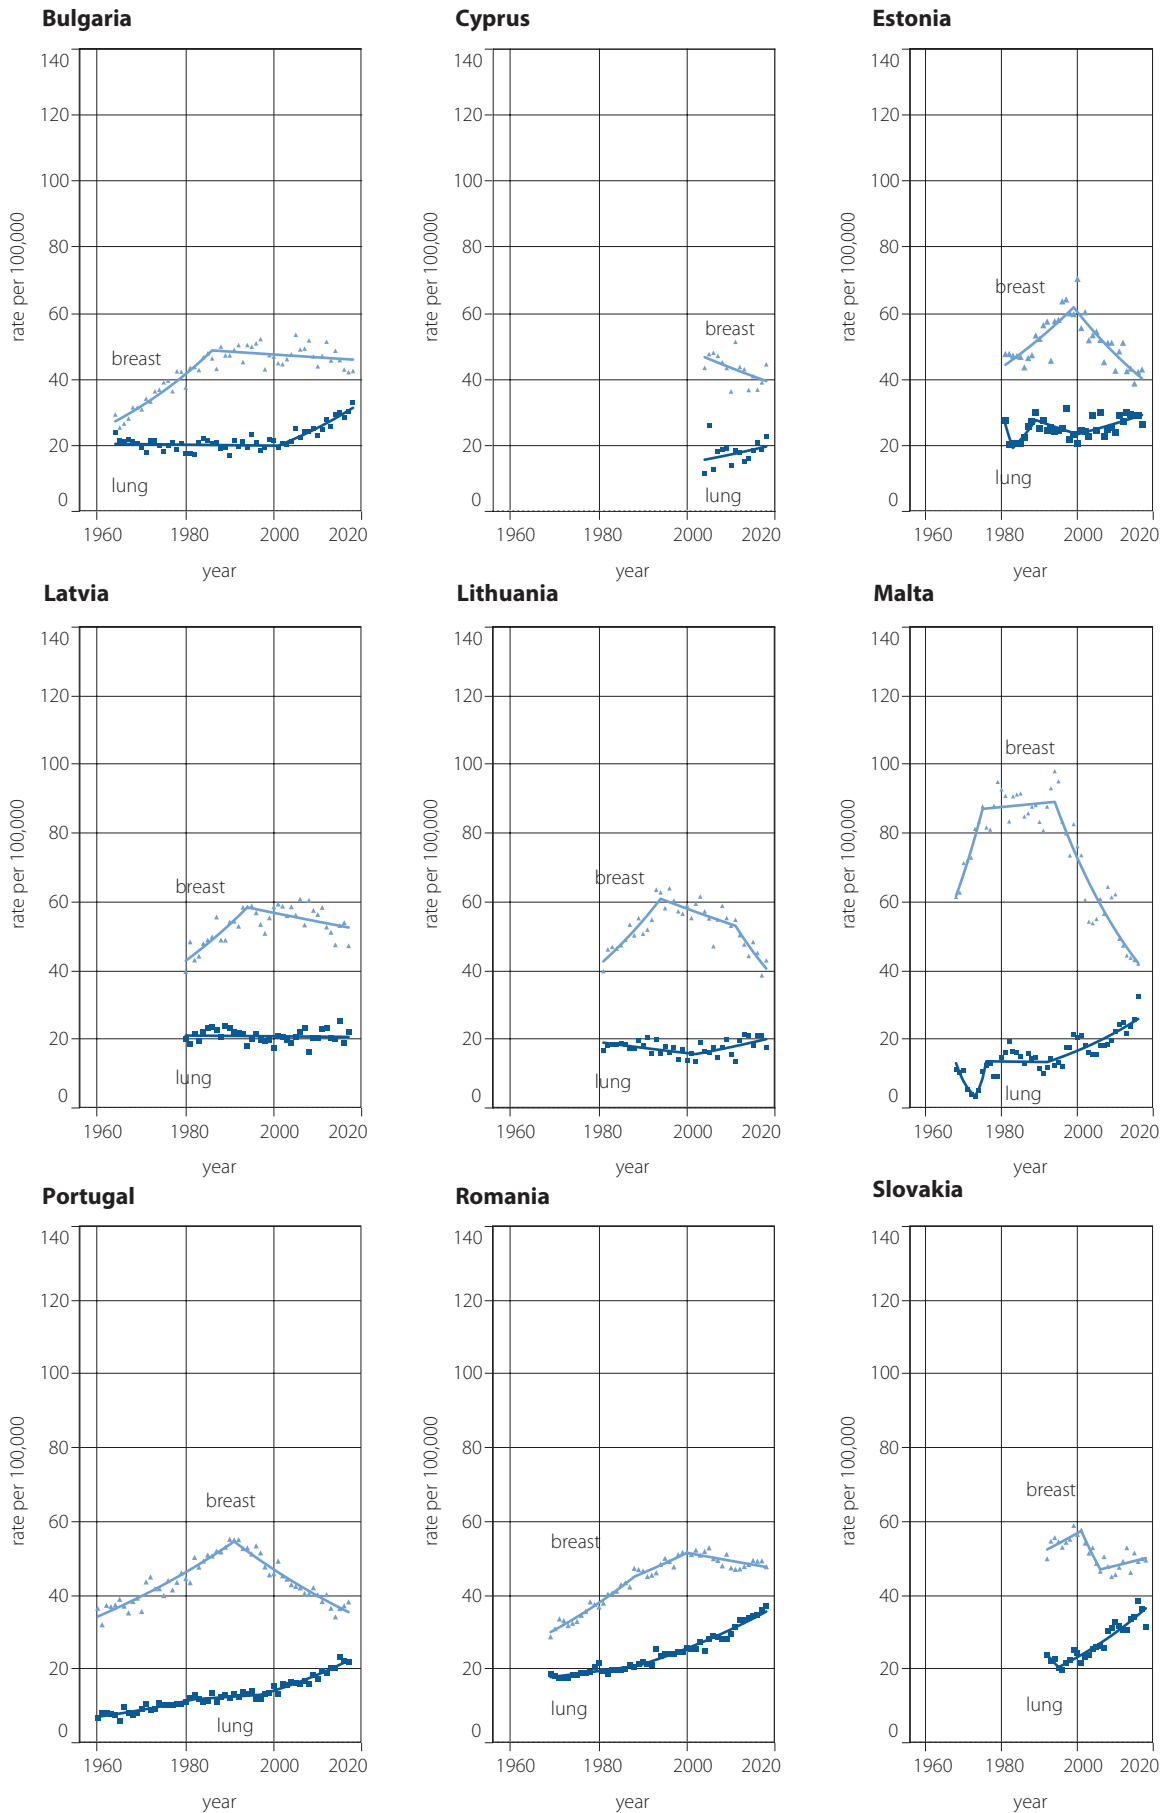 Bulgaria
140
120
100
80
60
40
20
0
rate per 100,000
breast
lung
1960 1980 2000 2020
year
Cyprus
140
120
100
80
60
40
20
0
rate per 100,000
breast
lung
1960 1980 2000 2020
year
Estonia
140
120
100
80
60
40
20
0
rate per 100,000
breast
lung
1960 1980 2000 2020
year
Latvia
140
120
100
80
60
40
20
0
rate per 100,000
breast
lung
1960 1980 2000 2020
year
Lithuania
140
120
100
80
60
40
20
0
rate per 100,000
breast
lung
1960 1980 2000 2020
year
Malta
140
120
100
80
60
40
20
0
rate per 100,000
breast
lung
1960 1980 2000 2020
year
Portugal
140
120
100
80
60
40
20
0
rate per 100,000
breast
lung
1960 1980 2000 2020
year
Romania
140
120
100
80
60
40
20
0
rate per 100,000
breast
lung
1960 1980 2000 2020
year
Slovakia
140
120
100
80
60
40
20
0
rate per 100,000
breast
lung
1960 1980 2000 2020
year